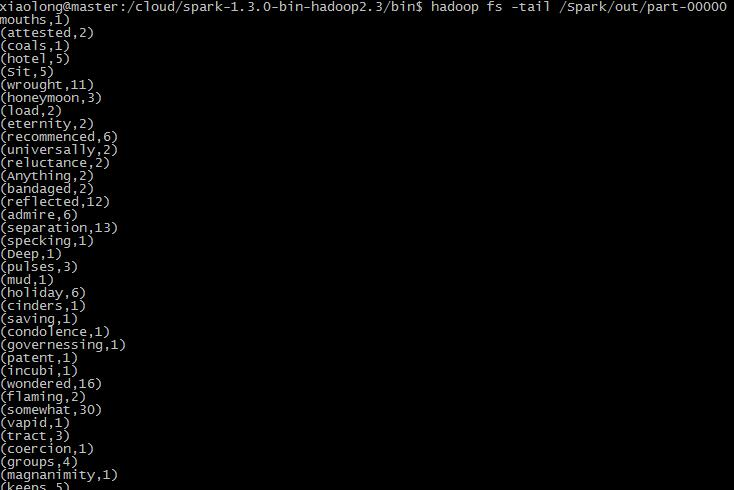 xiaolong@master:/cloud/spark-1.3.0-bin-hadoop2.3/bin$ hadoop fs -tail /Spark/out/part-00000
mouths,1)
(attested,2)
(coals,1)
(hotel,5)
(Sit,5)
(wrought,11)
(honeymoon,3)
(load,2)
(eternity,2)
(recommenced,6)
(universally,2)
(reluctance,2)
(Anything,2)
(bandaged,2)
(reflected,12)
(admire,6)
(separation,13)
(specking,1)
(Deep,1)
(pulses,3)
(mud,1)
(holiday,6)
(cinders,1)
(saving,1)
(condolence,1)
(governessing,1)
(patent,1)
(incubi,1)
(wondered,16)
(flaming,2)
(somewhat,30)
(vapid,1)
(tract,3)
(coercion,1)
(groups,4)
(magnanimity,1)
(keeps,5)